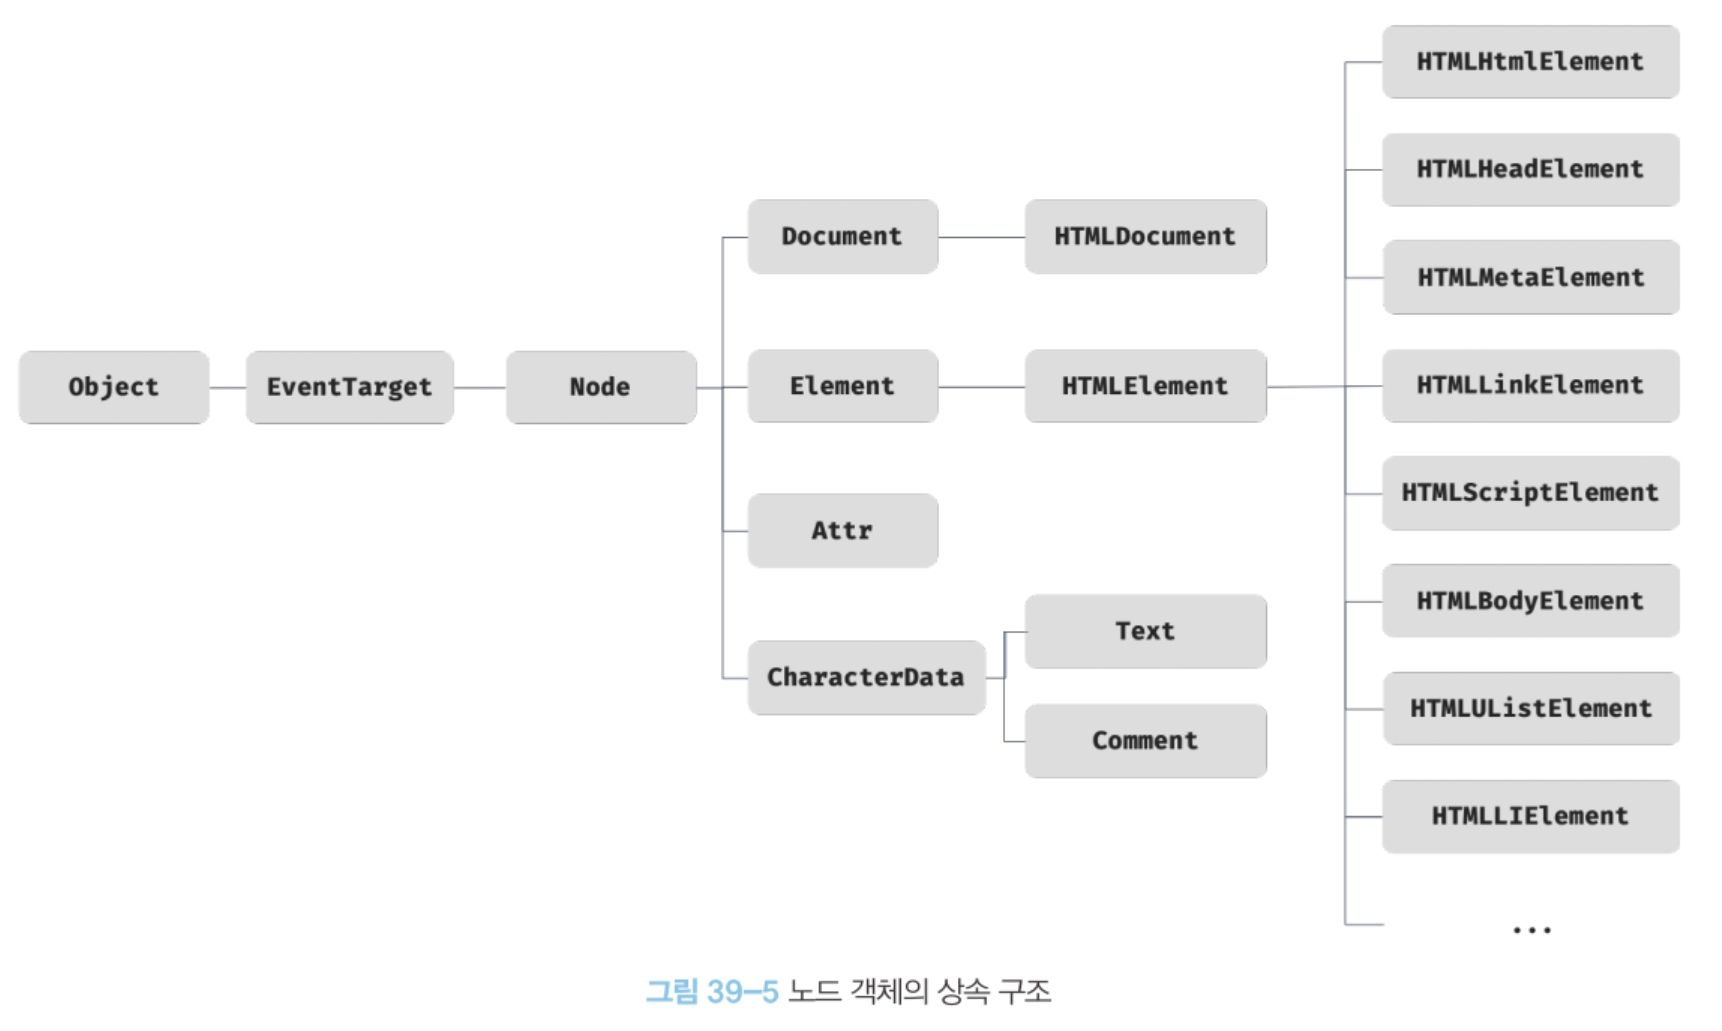 Object
EventTarget
Node
Document
HTMLDocument
Element
HTMLElement
Attr
CharacterData
Text
Comment
HTMLHtmlElement
HTMLHeadElement
HTMLMetaElement
HTMLLinkElement
HTMLScriptElement
HTMLBodyElement
HTMLUListElement
HTMLLIElement
...
그림 39-5 노드 객체의 상속 구조